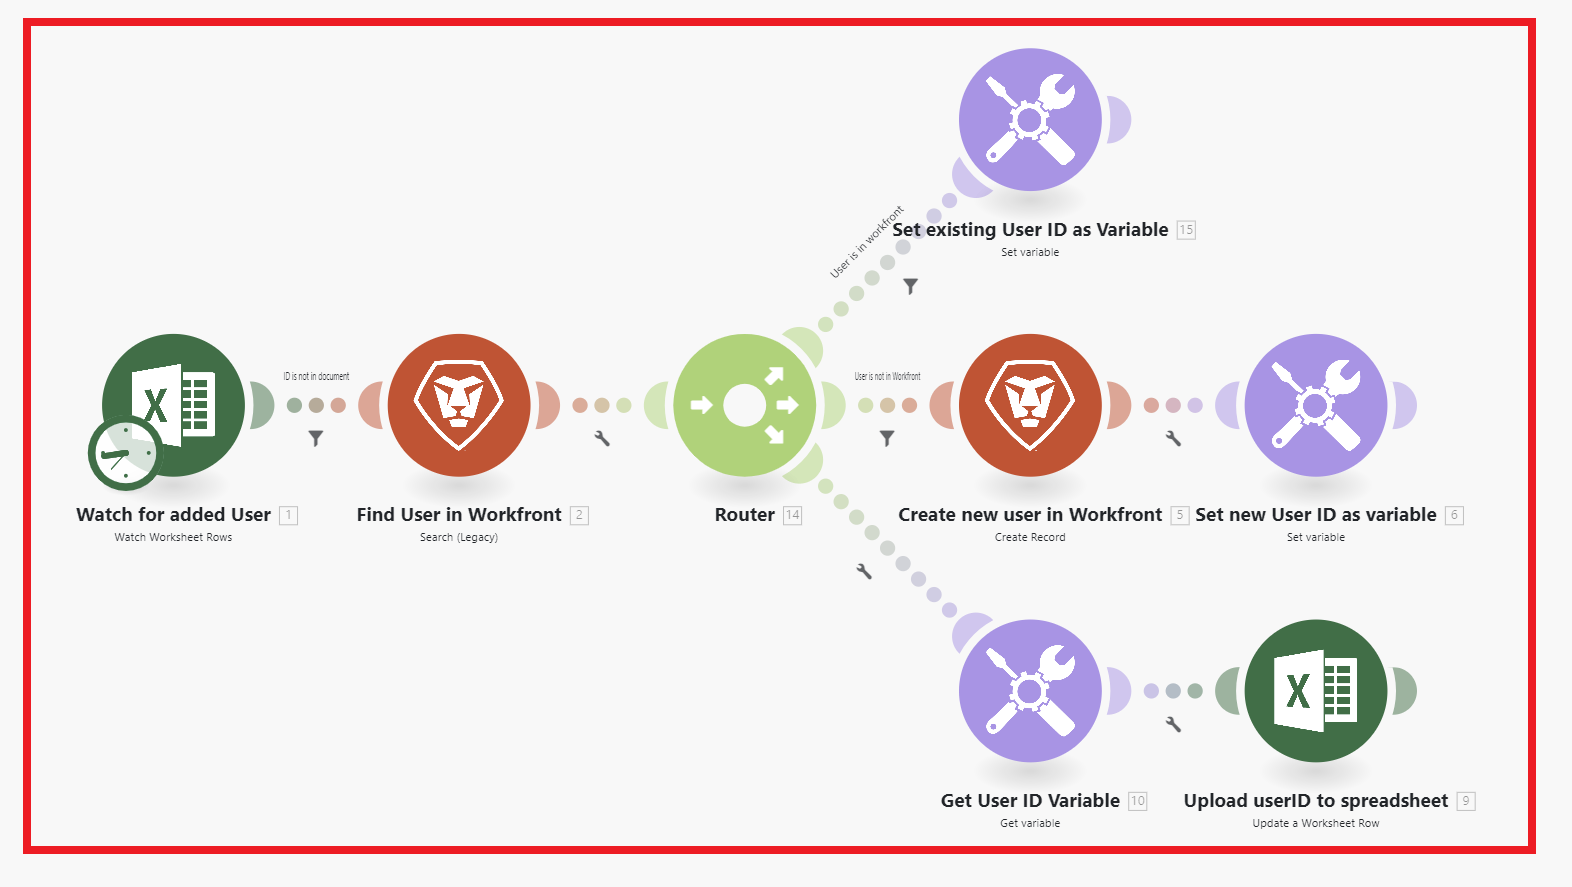 User is in workfront
Set existing User ID as Variable 15
Set variable
ID is not in document
User is not in Workfront
Watch for added User 1
Watch Worksheet Rows
Find User in Workfront 2
Search (Legacy)
Router 14
Create new user in Workfront 5
Create Record
Set new User ID as variable 6
Set variable
Get User ID Variable 10
Get variable
Upload userID to spreadsheet 9
Update a Worksheet Row